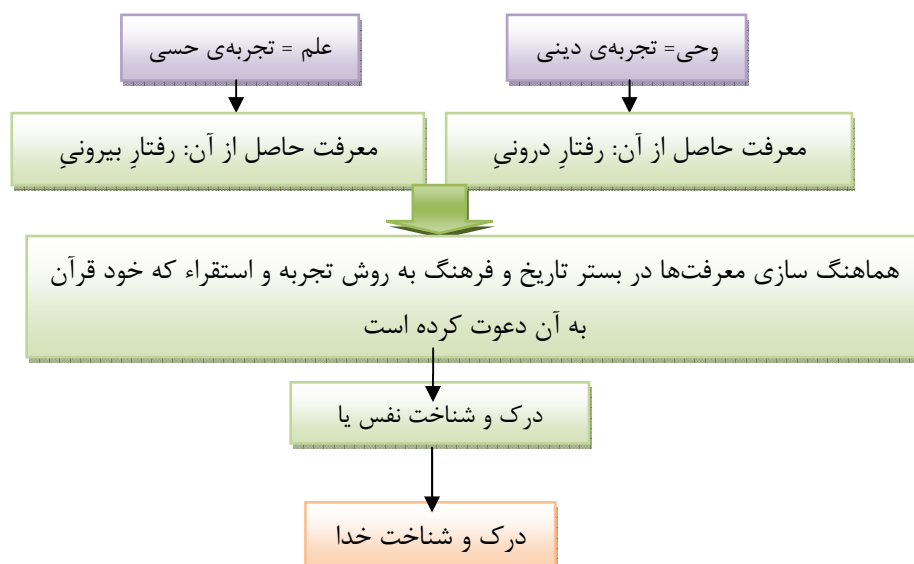 وحی= تجربه‌ی دینی
علم = تجربه‌ی حسی
معرفت حاصل از آن: رفتارِ درونیِ
معرفت حاصل از آن: رفتارِ بیرونیِ
هماهنگ سازی معرفت‌ها در بستر تاریخ و فرهنگ به روش تجربه و استقراء که خود قرآن
به آن دعوت کرده است
درک و شناخت نفس یا
درک و شناخت خدا